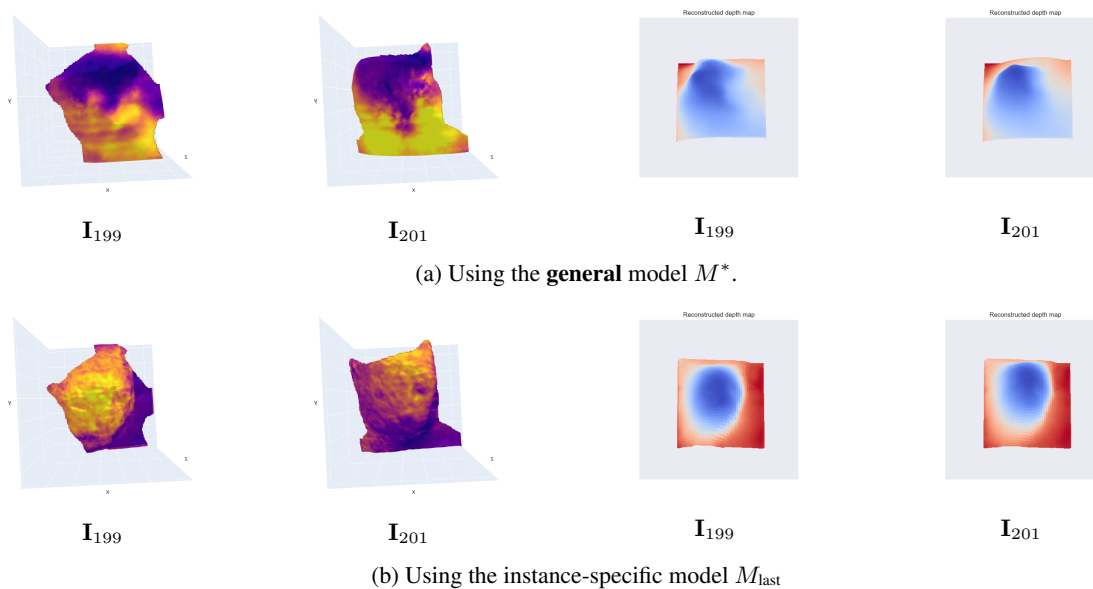 Reconstructed depth map
Reconstructed depth map
Y
Z
X
Y
Z
X
I199
I201
I199
I201
(a) Using the general model M*.
Reconstructed depth map
Reconstructed depth map
Y
Z
X
Y
Z
X
I199
I201
I199
I201
(b) Using the instance-specific model Mlast